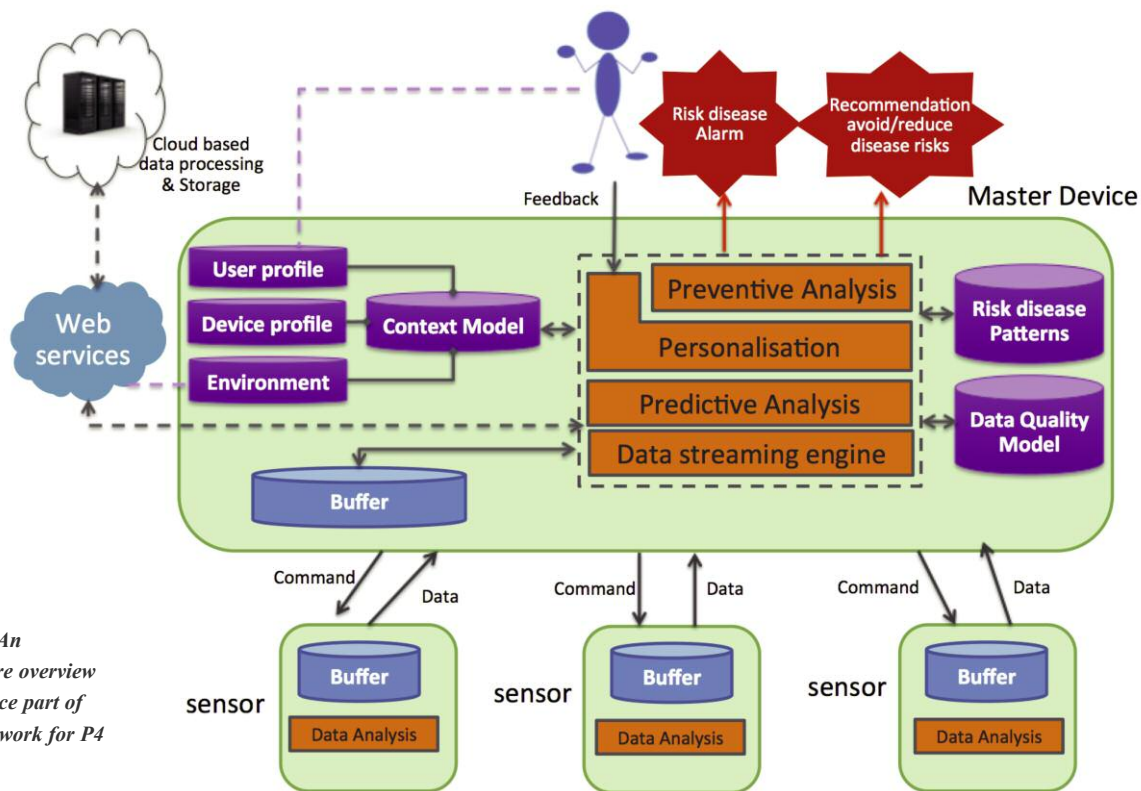 Cloud based
data processing
& Storage
Risk disease
Alarm
Recommendation
avoid/reduce
disease risks
Feedback
Master Device
User profile
Device profile
Environment
Context Model
Web
services
Preventive Analysis
Personalisation
Predictive Analysis
Data streaming engine
Risk disease
Patterns
Data Quality
Model
Buffer
Command
Data
Command
Data
Command
Data
sensor
Buffer
Data Analysis
sensor
Buffer
Data Analysis
sensor
Buffer
Data Analysis
An
re overview
ce part of
work for P4